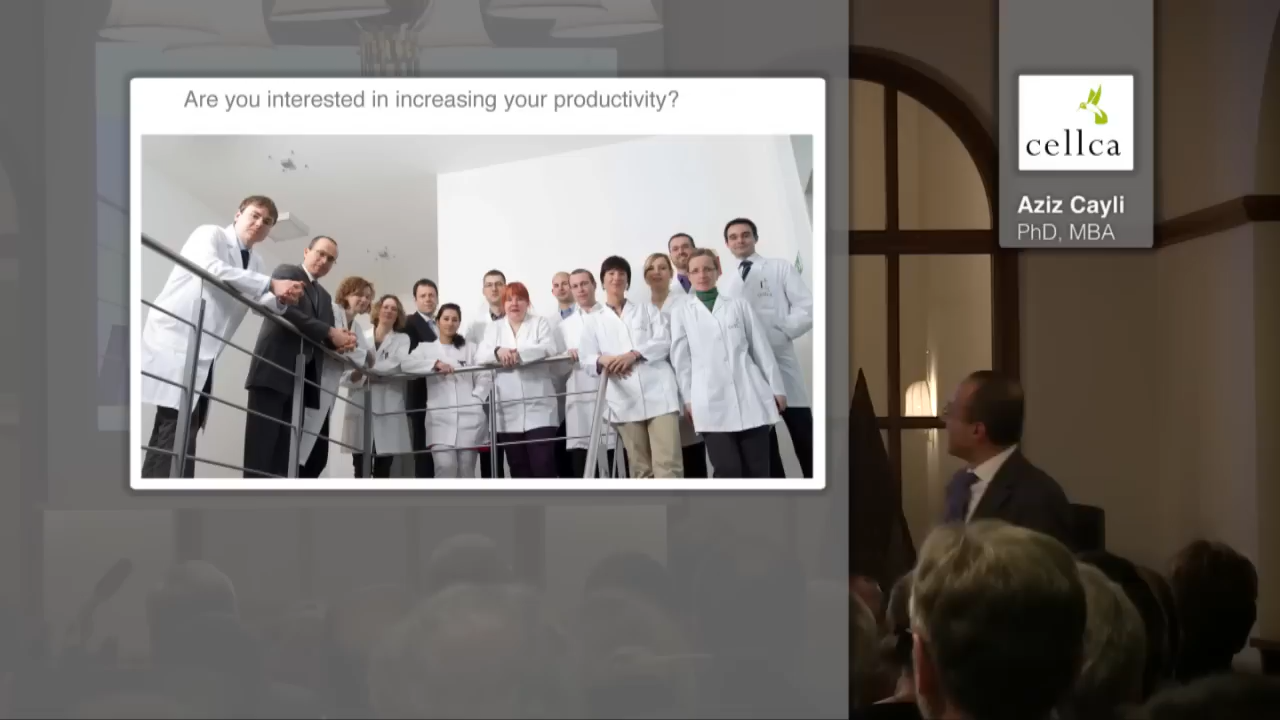 Are you interested in increasing your productivity?
cellca
Aziz Cayli
PhD, MBA